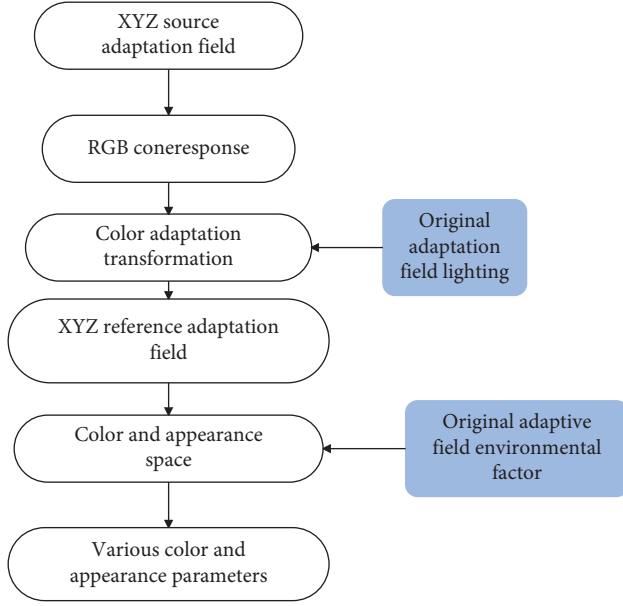 XYZ source
adaptation field
RGB coneresponse
Color adaptation
transformation
Original
adaptation
field lighting
XYZ reference adaptation
field
Color and appearance
space
Original adaptive
field environmental
factor
Various color and
appearance parameters